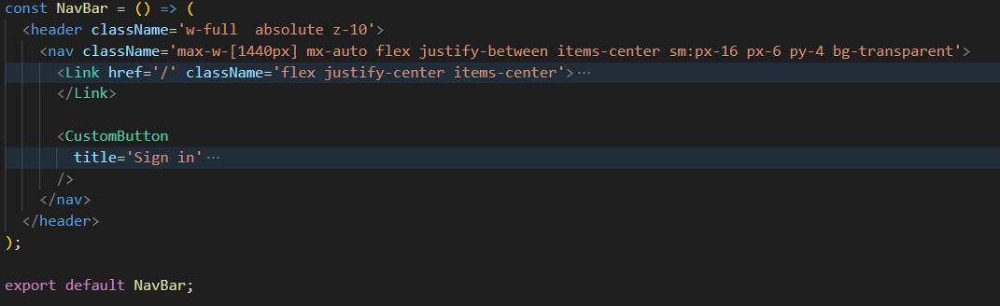 const NavBar = () => (
  <header className='w-full  absolute z-10'>
    <nav className='max-w-[1440px] mx-auto flex justify-between items-center sm:px-16 px-6 py-4 bg-transparent'>
      <Link href='/' className='flex justify-center items-center'>⋯
      </Link>

      <CustomButton
        title='Sign in'⋯
      />
    </nav>
  </header>
);

export default NavBar;